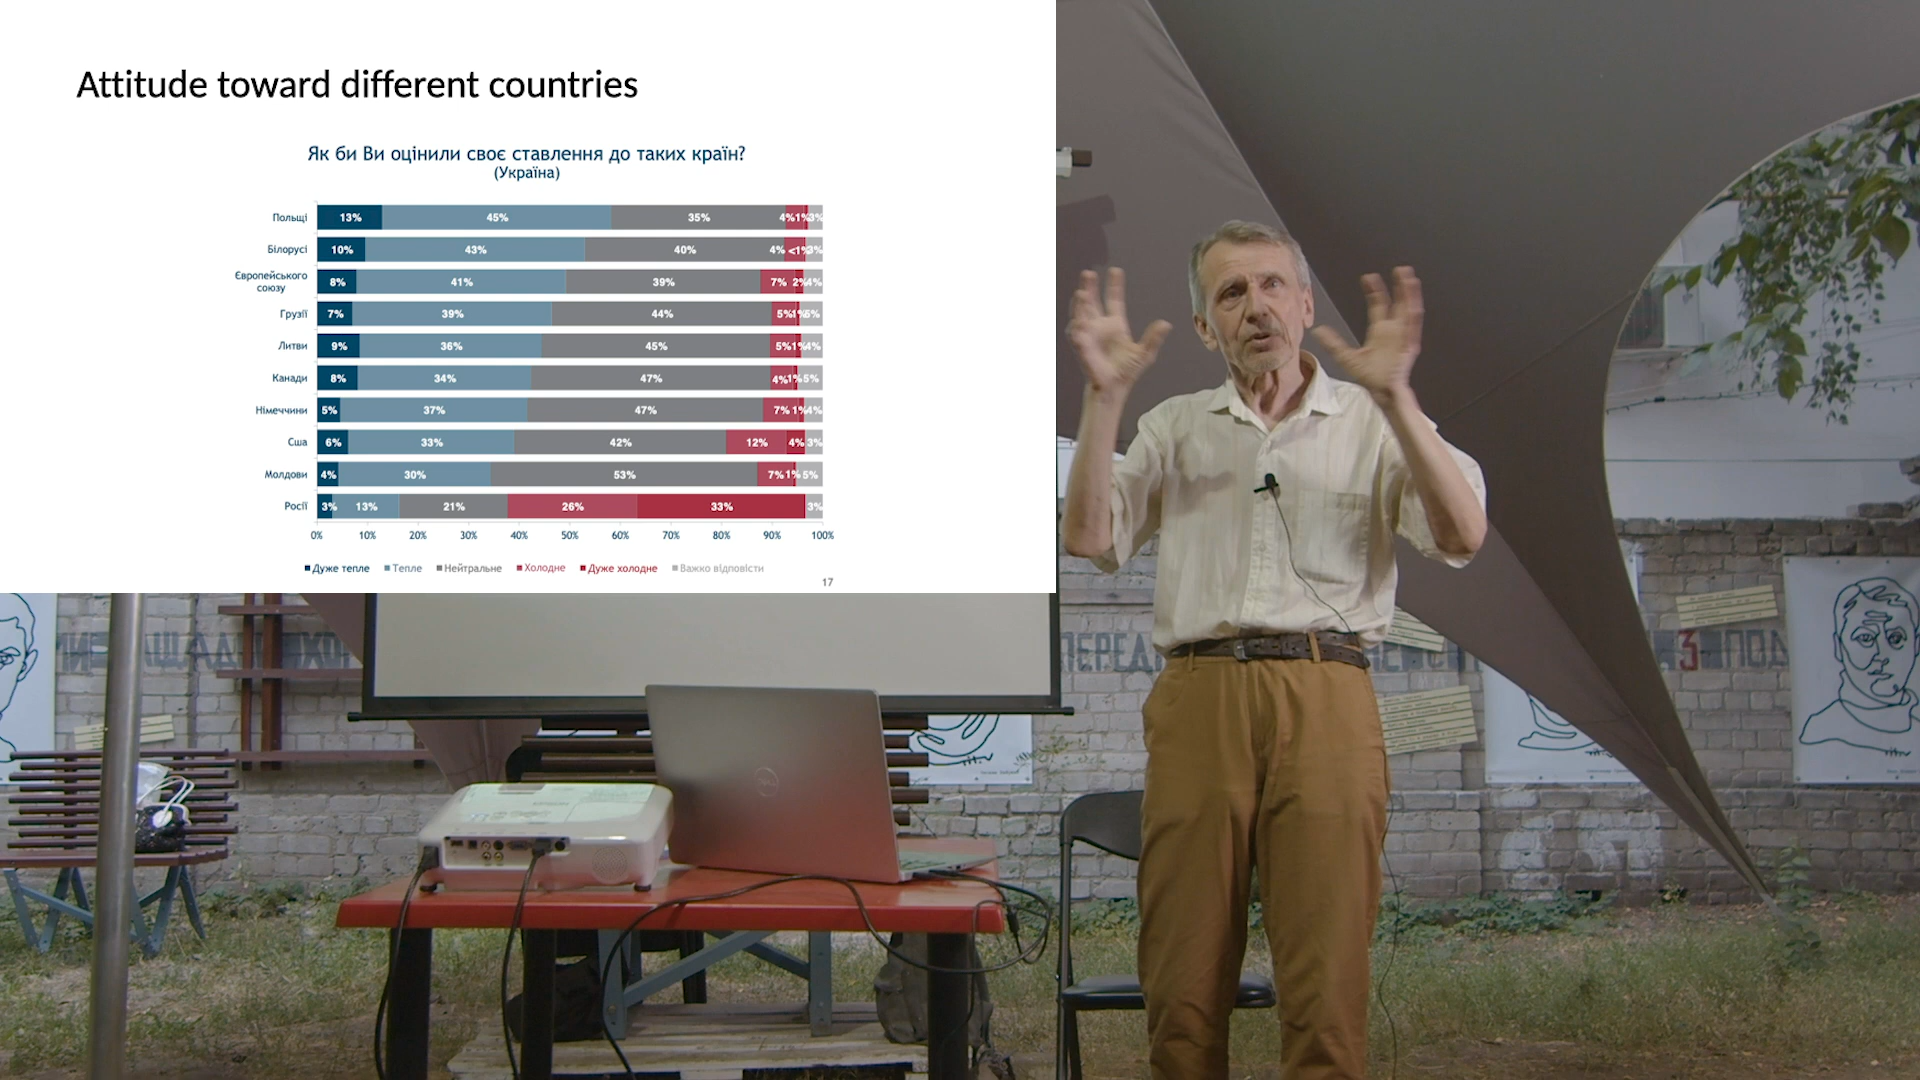 Attitude toward different countries
Як би Ви оцінили своє ставлення до таких країн?
(Україна)
Польщі 13% 45% 35% 4% 1% 3%
Білорусі 10% 43% 40% 4% <1% 3%
Європейського
союзу 8% 41% 39% 7% 2% 4%
Грузії 7% 39% 44% 5% 1% 5%
Литви 9% 36% 45% 5% 1% 4%
Канади 8% 34% 47% 4% 1% 5%
Німеччини 5% 37% 47% 7% 1% 4%
Сша 6% 33% 42% 12% 4% 3%
Молдови 4% 30% 53% 7% 1% 5%
Росії 3% 13% 21% 26% 33% 3%
0% 10% 20% 30% 40% 50% 60% 70% 80% 90% 100%
Дуже тепле Тепле Нейтральне Холодне Дуже холодне Важко відповісти
17
З ПОД
DELL